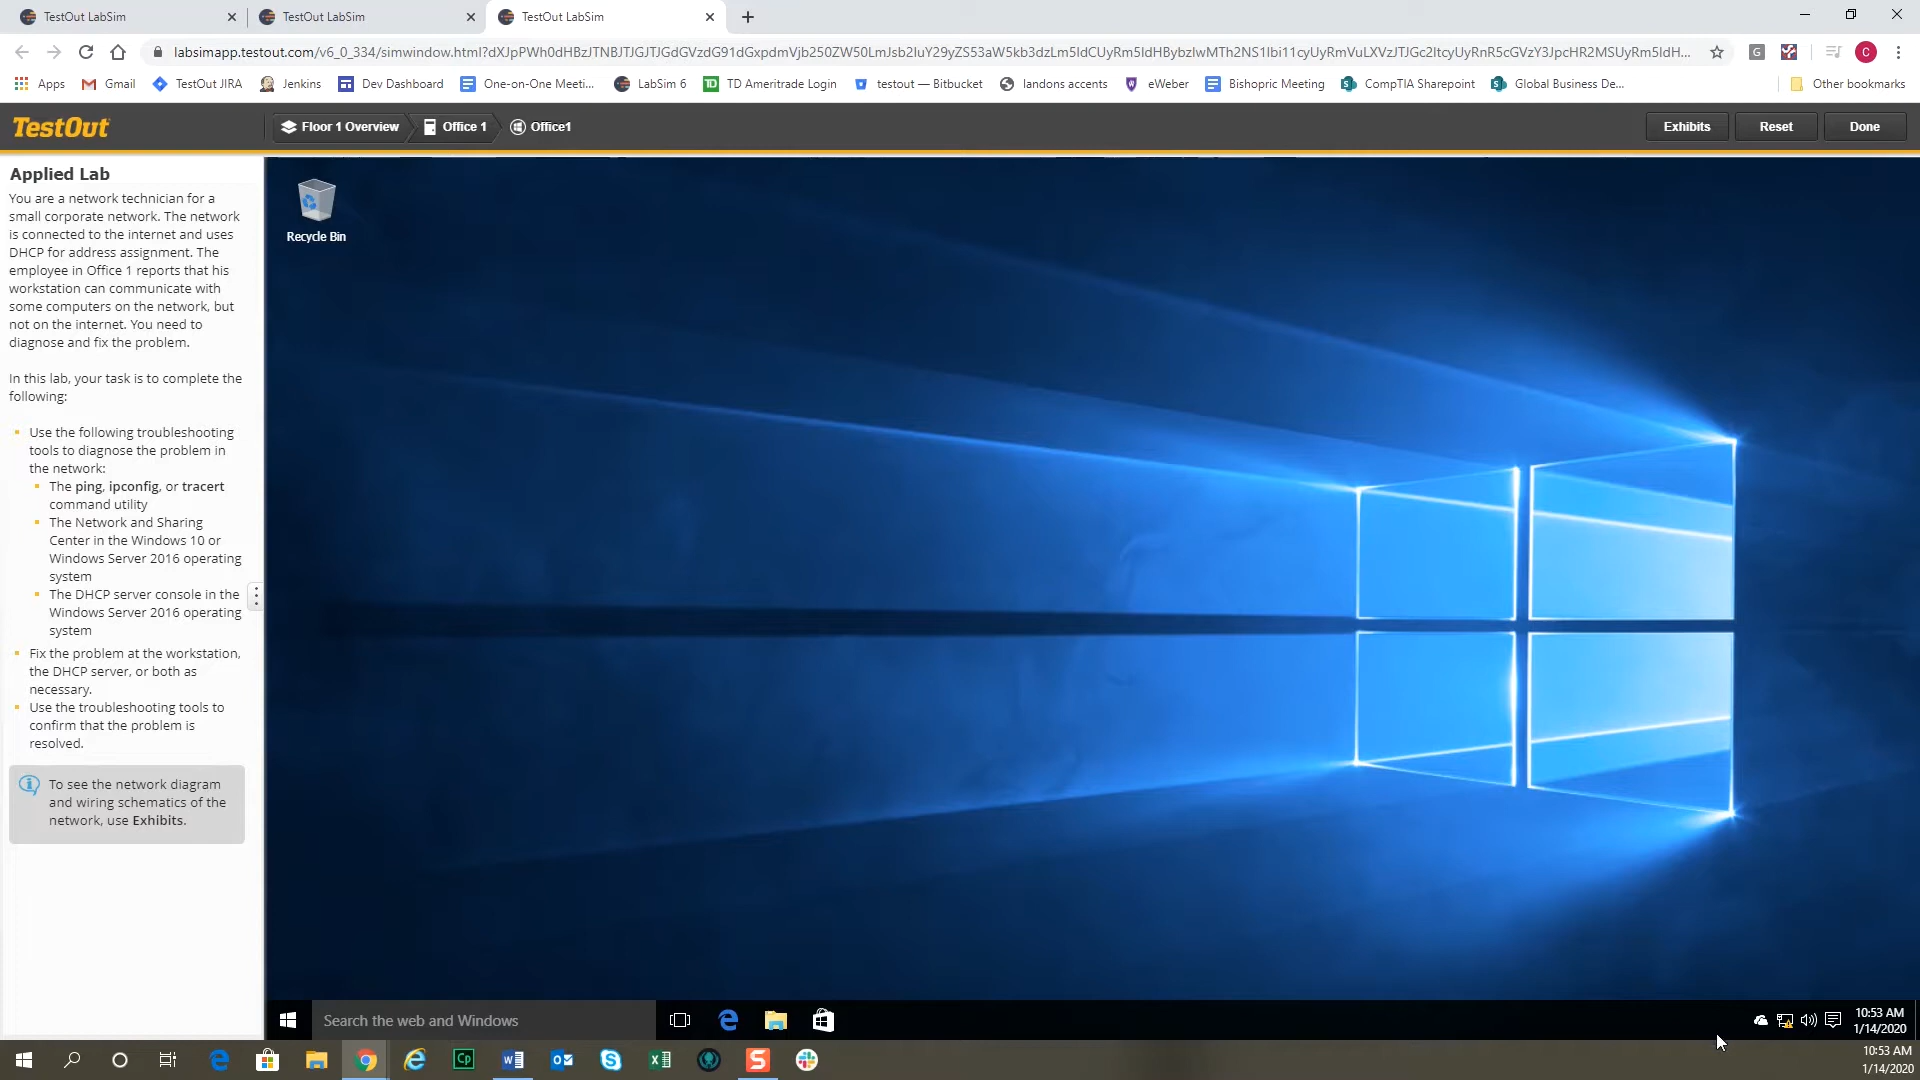 TestOut LabSim
TestOut LabSim
TestOut LabSim
Apps
Gmail
TestOut JIRA
Jenkins
Dev Dashboard
One-on-One Meeti...
LabSim 6
TD Ameritrade Login
testout — Bitbucket
landons accents
eWeber
Bishopric Meeting
CompTIA Sharepoint
Global Business De...
Other bookmarks
TestOut
Floor 1 Overview
Office 1
Office1
Exhibits
Reset
Done
Applied Lab
You are a network technician for a
small corporate network. The network
is connected to the internet and uses
DHCP for address assignment. The
employee in Office 1 reports that his
workstation can communicate with
some computers on the network, but
not on the internet. You need to
diagnose and fix the problem.
In this lab, your task is to complete the
following:
Use the following troubleshooting
tools to diagnose the problem in
the network:
The ping, ipconfig, or tracert
command utility
The Network and Sharing
Center in the Windows 10 or
Windows Server 2016 operating
system
The DHCP server console in the
Windows Server 2016 operating
system
Fix the problem at the workstation,
the DHCP server, or both as
necessary.
Use the troubleshooting tools to
confirm that the problem is
resolved.
To see the network diagram
and wiring schematics of the
network, use Exhibits.
Recycle Bin
Search the web and Windows
10:53 AM
1/14/2020
10:53 AM
1/14/2020